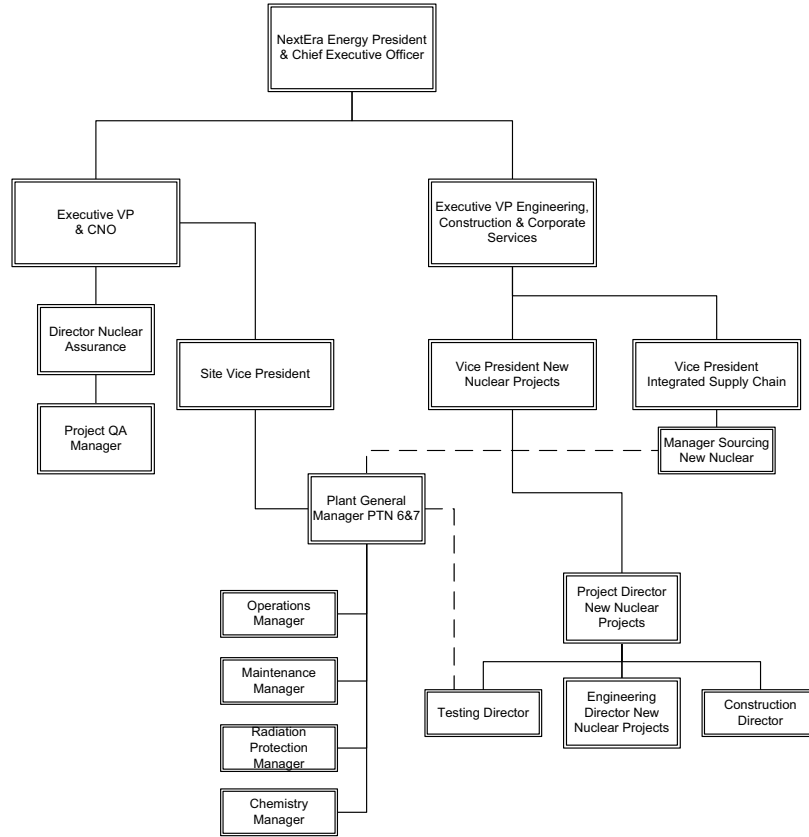 NextEra Energy President
& Chief Executive Officer
Executive VP
& CNO
Executive VP Engineering,
Construction & Corporate
Services
Director Nuclear
Assurance
Site Vice President
Vice President New
Nuclear Projects
Vice President
Integrated Supply Chain
Project QA
Manager
Manager Sourcing
New Nuclear
Plant General
Manager PTN 6&7
Operations
Manager
Project Director
New Nuclear
Projects
Maintenance
Manager
Testing Director
Engineering
Director New
Nuclear Projects
Construction
Director
Radiation
Protection
Manager
Chemistry
Manager